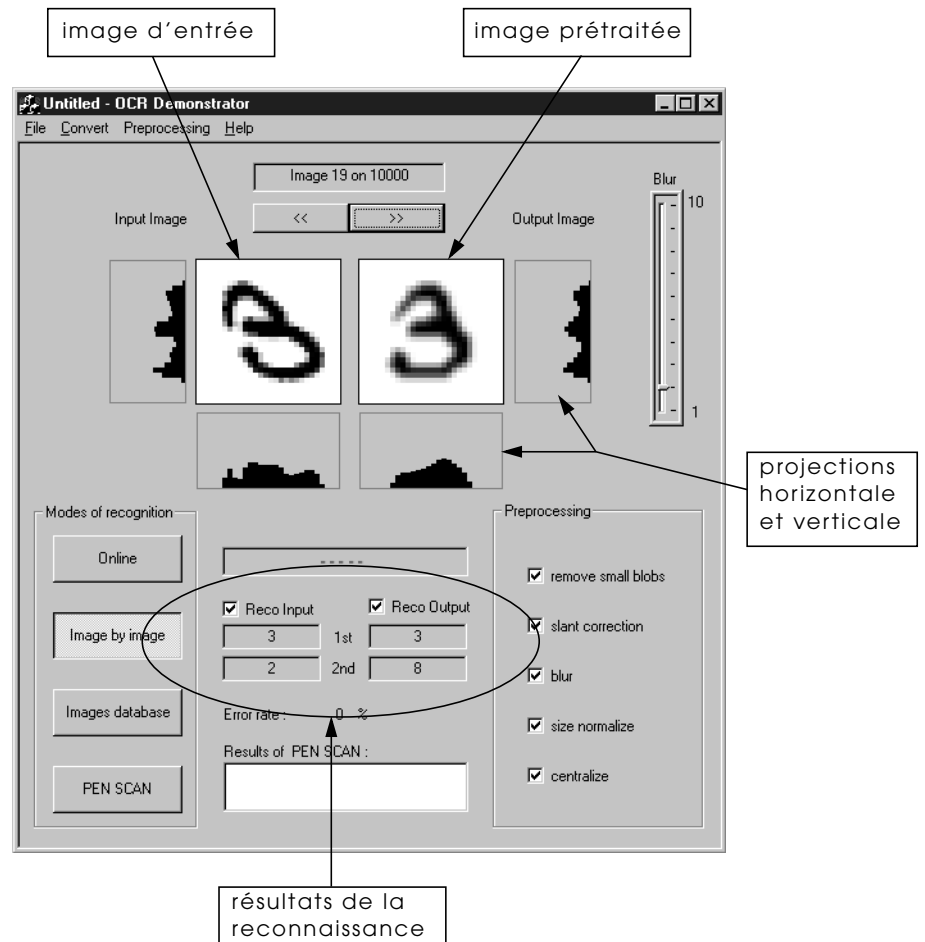 image d'entrée
image prétraitée
Untitled - OCR Demonstrator
File Convert Preprocessing Help
Image 19 on 10000
Blur
10
Input Image
<<
>>
Output Image
3
3
1
projections
horizontale
et verticale
Modes of recognition
Preprocessing
Online
-----
remove small blobs
Reco Input
Reco Output
Image by image
3 1st 3
slant correction
2 2nd 8
blur
Images database
Error rate : 0 %
size normalize
Results of PEN SCAN :
PEN SCAN
centralize
résultats de la
reconnaissance